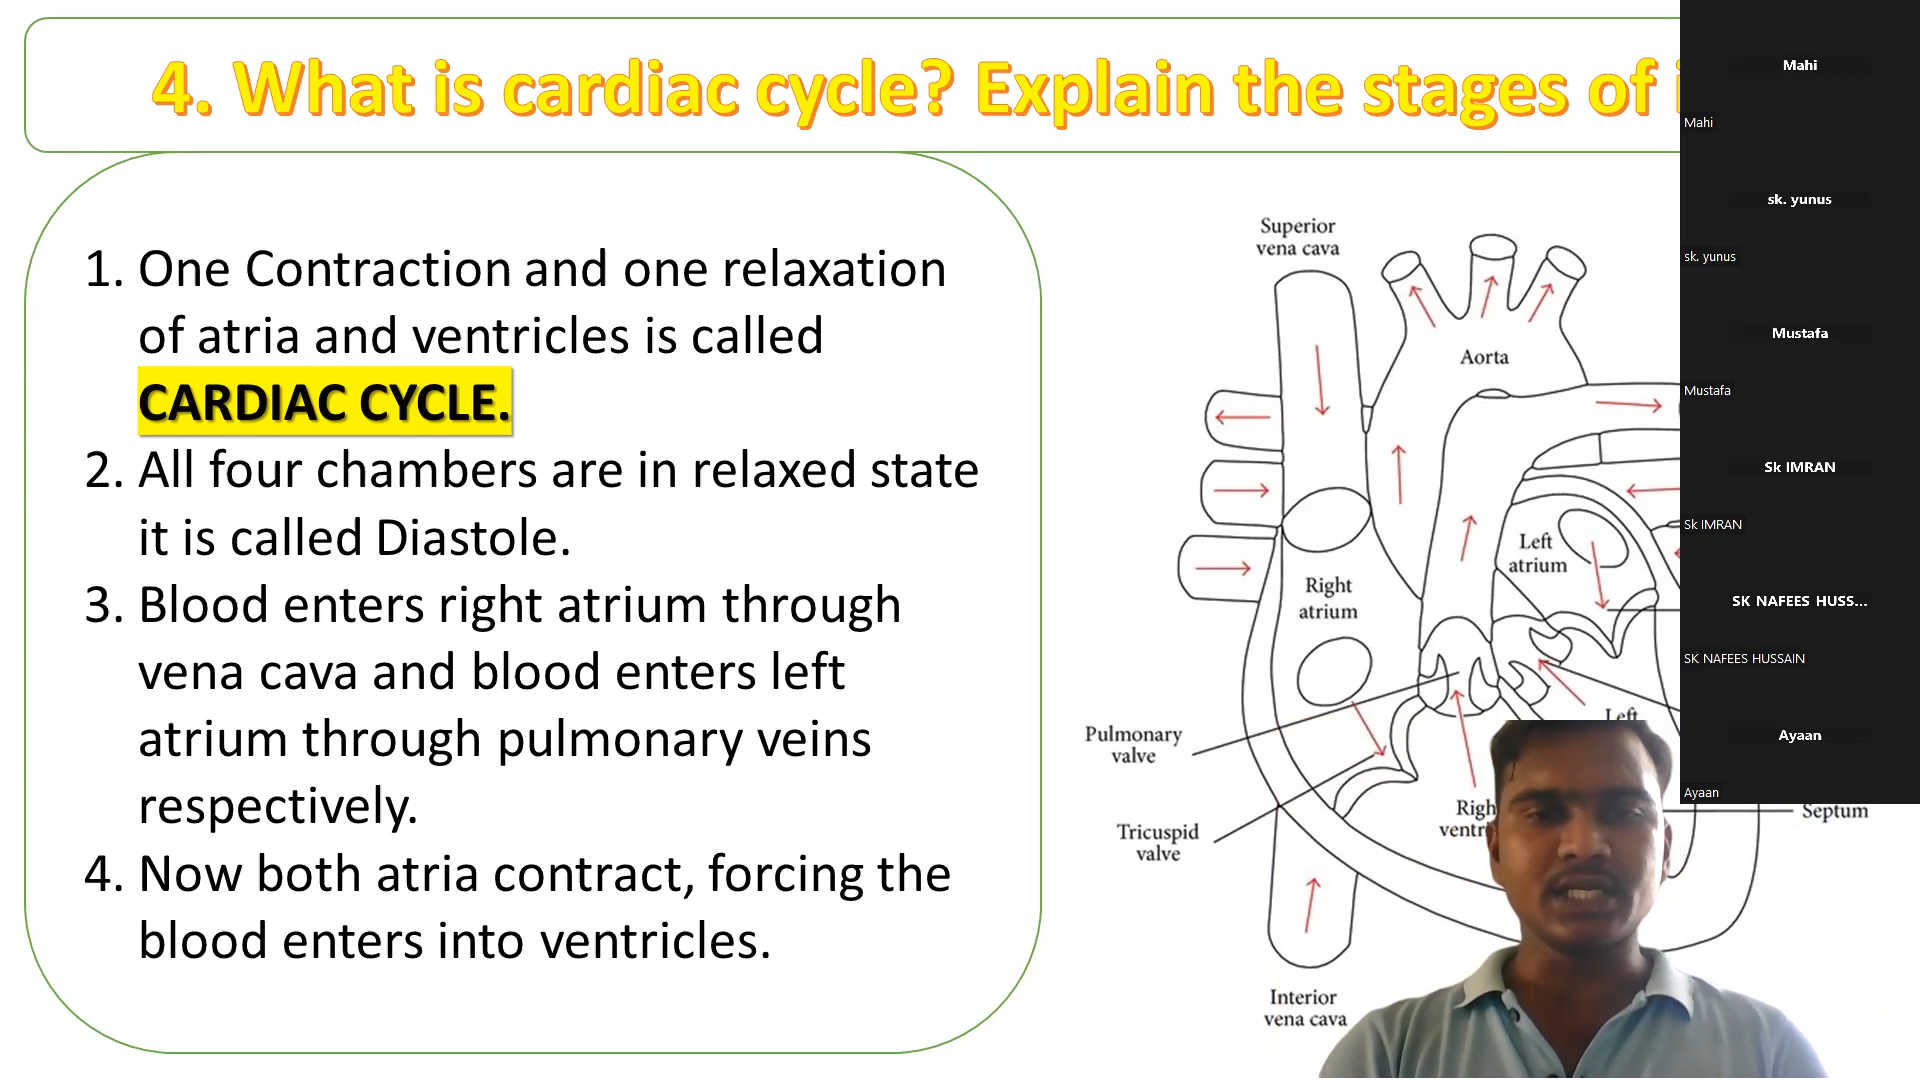 4. What is cardiac cycle? Explain the stages of
1. One Contraction and one relaxation
of atria and ventricles is called
CARDIAC CYCLE.
2. All four chambers are in relaxed state
it is called Diastole.
3. Blood enters right atrium through
vena cava and blood enters left
atrium through pulmonary veins
respectively.
4. Now both atria contract, forcing the
blood enters into ventricles.
Superior
vena cava
Aorta
Left
atrium
Right
atrium
Pulmonary
valve
Left
Tricuspid
valve
Righ
ventr
Septum
Interior
vena cava
Mahi
Mahi
sk. yunus
sk. yunus
Mustafa
Mustafa
Sk IMRAN
Sk IMRAN
SK NAFEES HUSS...
SK NAFEES HUSSAIN
Ayaan
Ayaan